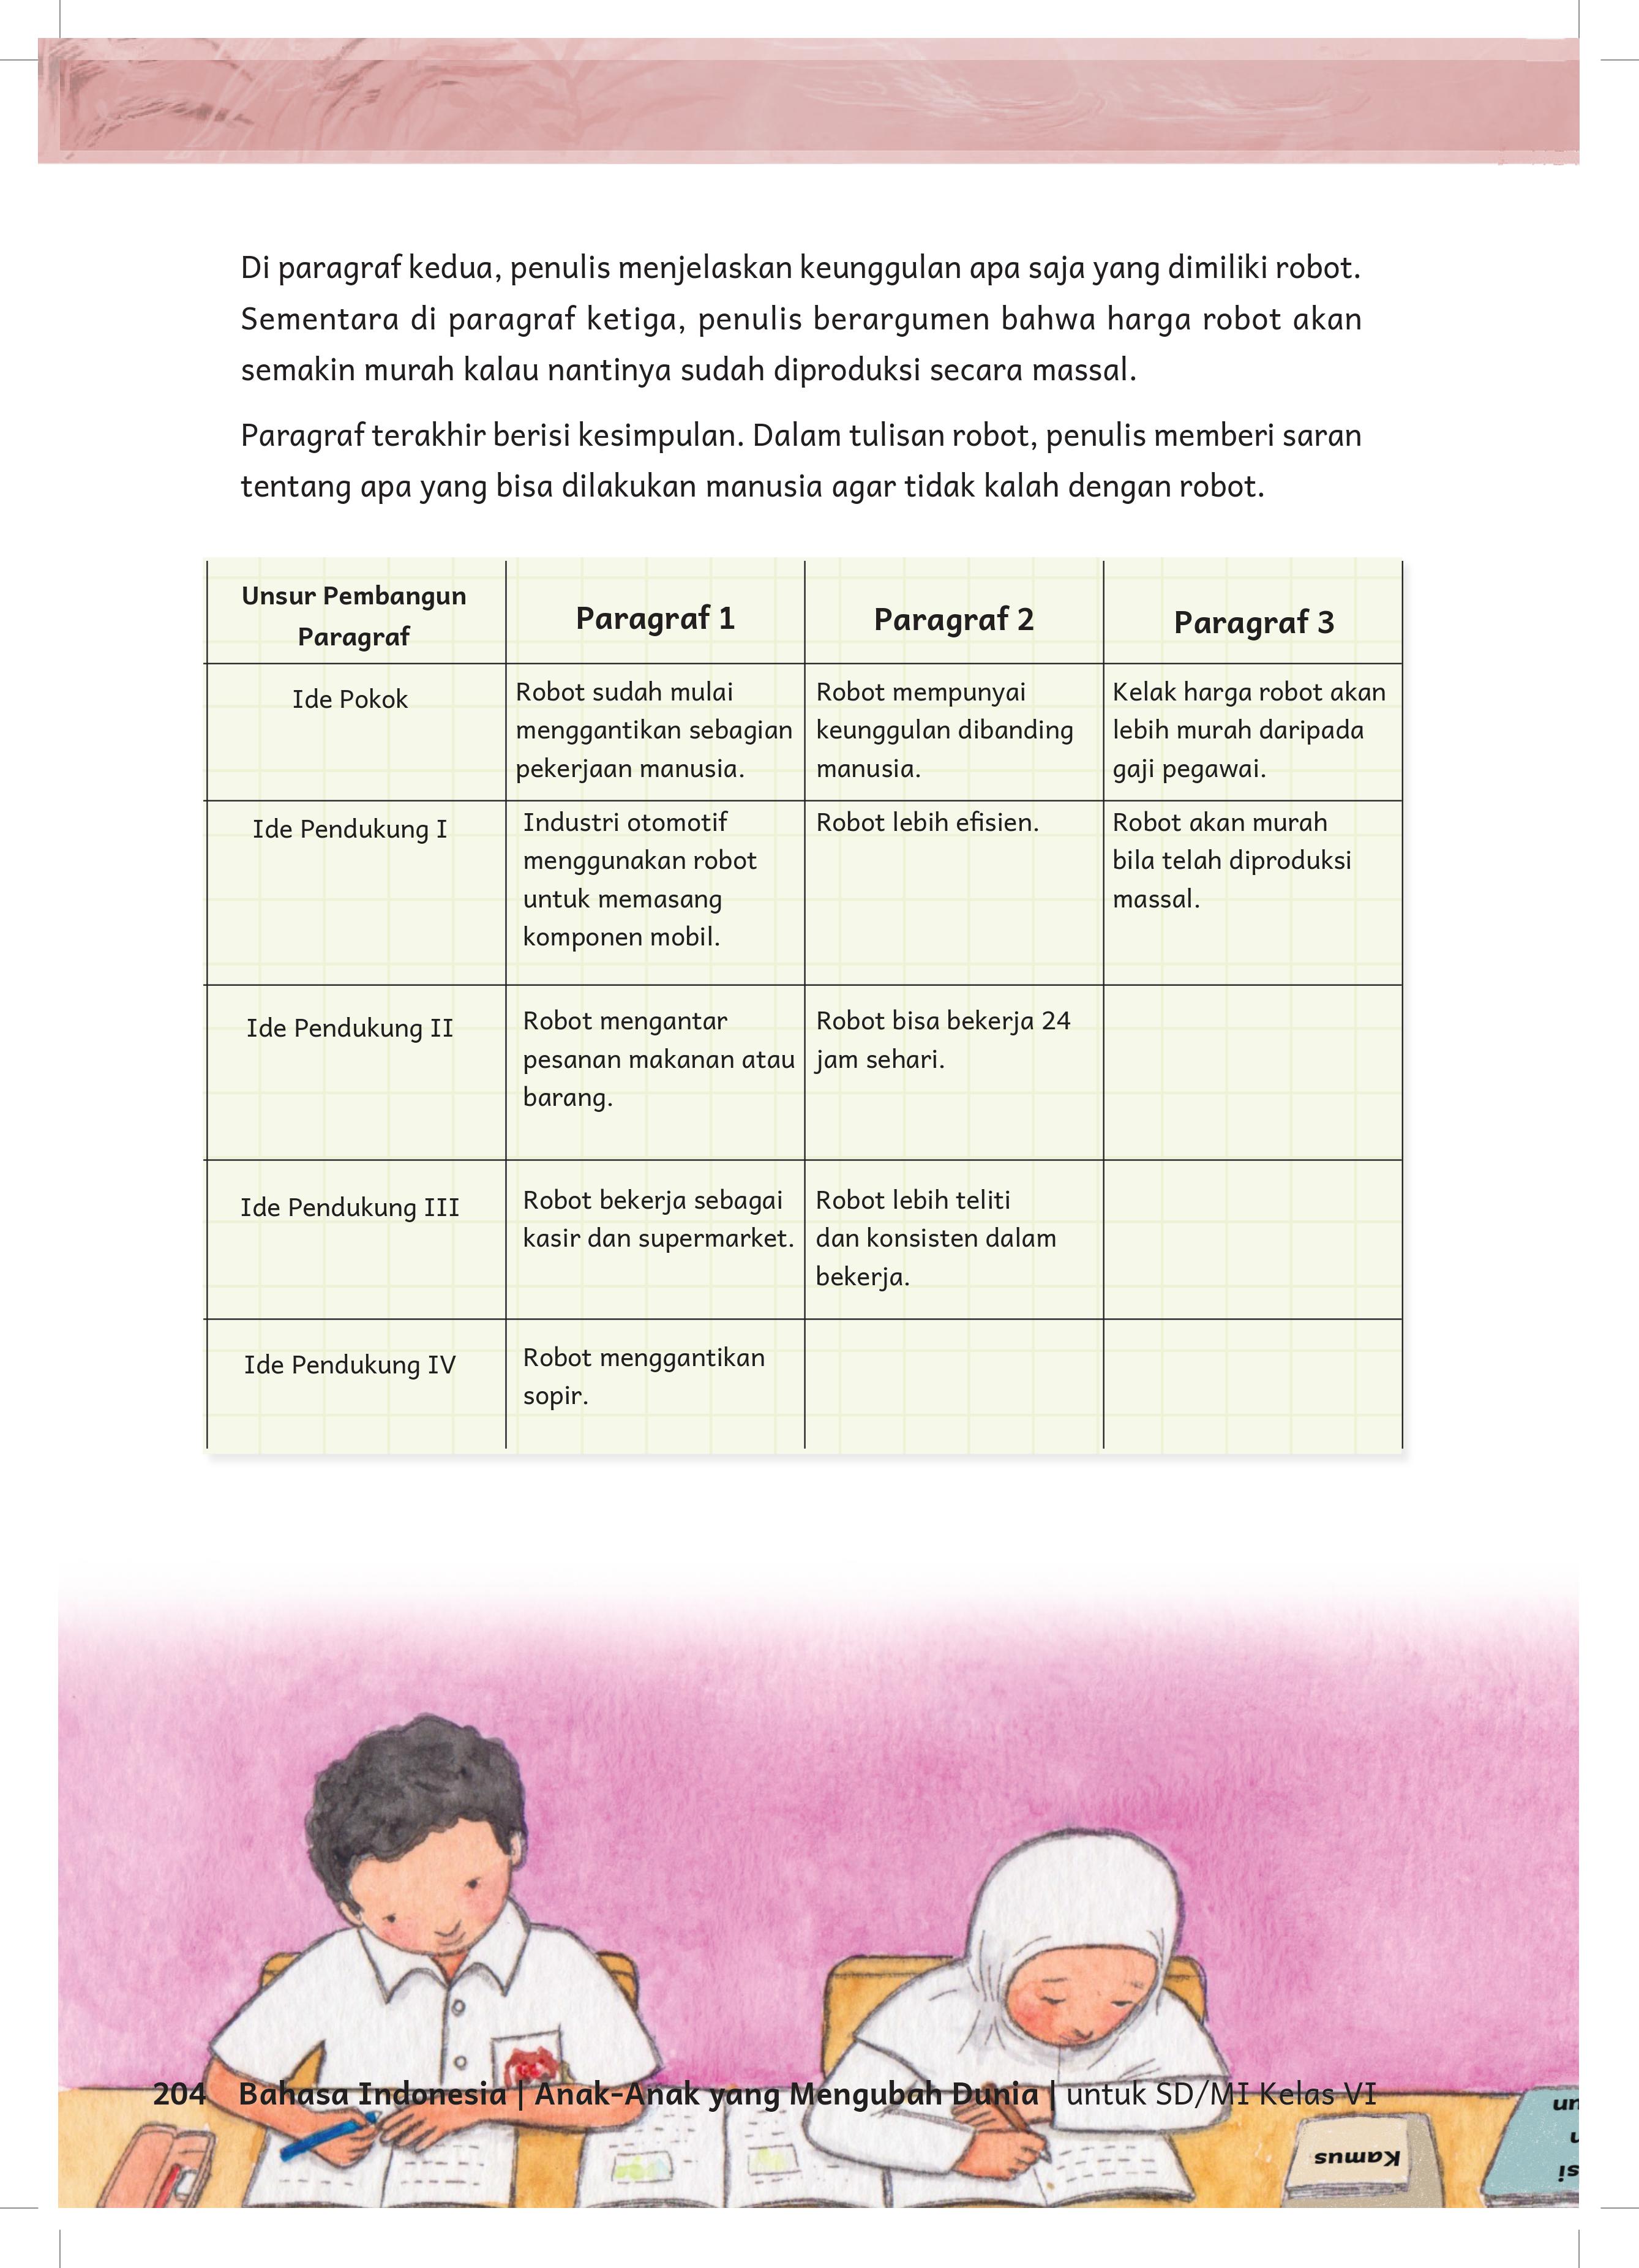 Di paragraf kedua, penulis menjelaskan keunggulan apa saja yang dimiliki robot.
Sementara di paragraf ketiga, penulis berargumen bahwa harga robot akan
semakin murah kalau nantinya sudah diproduksi secara massal.
Paragraf terakhir berisi kesimpulan. Dalam tulisan robot, penulis memberi saran
tentang apa yang bisa dilakukan manusia agar tidak kalah dengan robot.
Unsur Pembangun
Paragraf
Paragraf 1
Paragraf 2
Paragraf 3
Ide Pokok
Robot sudah mulai
menggantikan sebagian
pekerjaan manusia.
Robot mempunyai
keunggulan dibanding
manusia.
Kelak harga robot akan
lebih murah daripada
gaji pegawai.
Ide Pendukung I
Industri otomotif
menggunakan robot
untuk memasang
komponen mobil.
Robot lebih efisien.
Robot akan murah
bila telah diproduksi
massal.
Ide Pendukung II
Robot mengantar
pesanan makanan atau
barang.
Robot bisa bekerja 24
jam sehari.
Ide Pendukung III
Robot bekerja sebagai
kasir dan supermarket.
Robot lebih teliti
dan konsisten dalam
bekerja.
Ide Pendukung IV
Robot menggantikan
sopir.
204 Bahasa Indonesia | Anak-Anak yang Mengubah Dunia | untuk SD/MI Kelas VI
Kamus